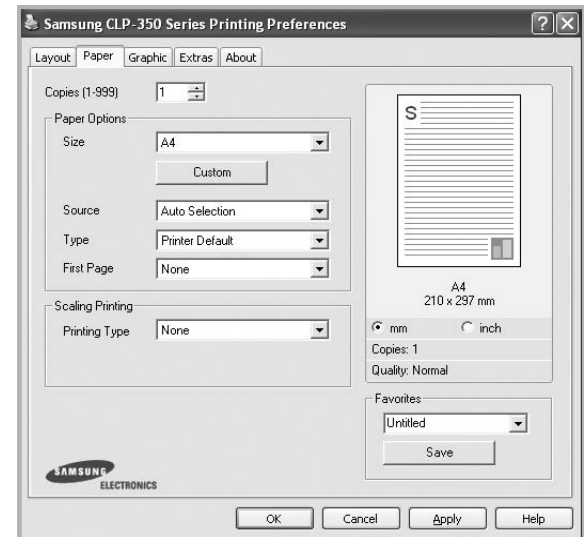 Samsung CLP-350 Series Printing Preferences
Layout Paper Graphic Extras About
Copies (1-999) 1
Paper Options
Size A4
Custom
Source Auto Selection
Type Printer Default
First Page None
Scaling Printing
Printing Type None
S
A4
210 x 297 mm
mm inch
Copies: 1
Quality: Normal
Favorites
Untitled
Save
SAMSUNG
ELECTRONICS
OK Cancel Apply Help